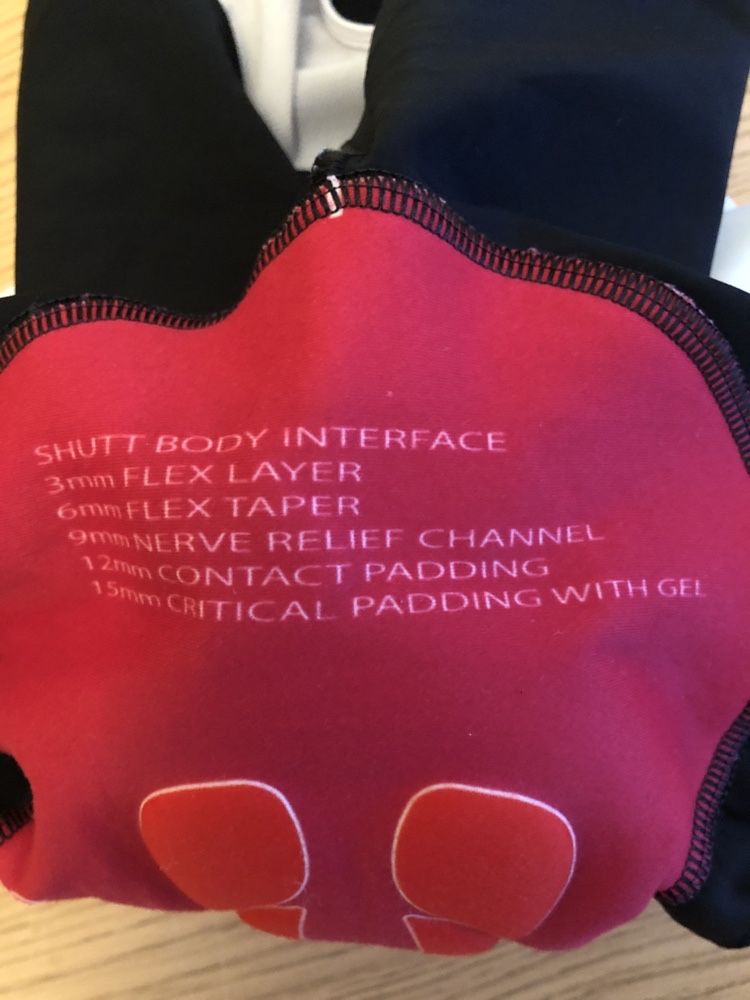 SHUTT BODY INTERFACE
3mm FLEX LAYER
6mm FLEX TAPER
9mm NERVE RELIEF CHANNEL
12mm CONTACT PADDING
15mm CRITICAL PADDING WITH GEL